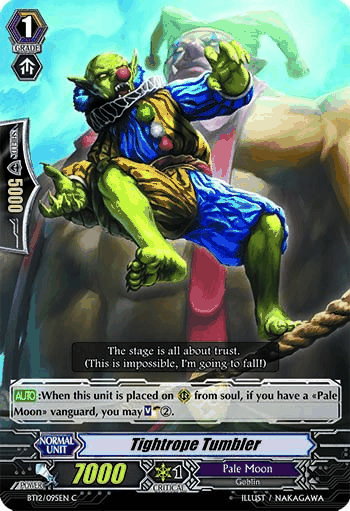 1
GRADE
SHIELD
5000
The stage is all about trust.
(This is impossible, I'm going to fall!!)
AUTO:When this unit is placed on R from soul, if you have a «Pale
Moon» vanguard, you may V ②.
NORMAL
UNIT
Tightrope Tumbler
POWER
7000
1
CRITICAL
Pale Moon
Goblin
BT12/095EN C
ILLUST / NAKAGAWA